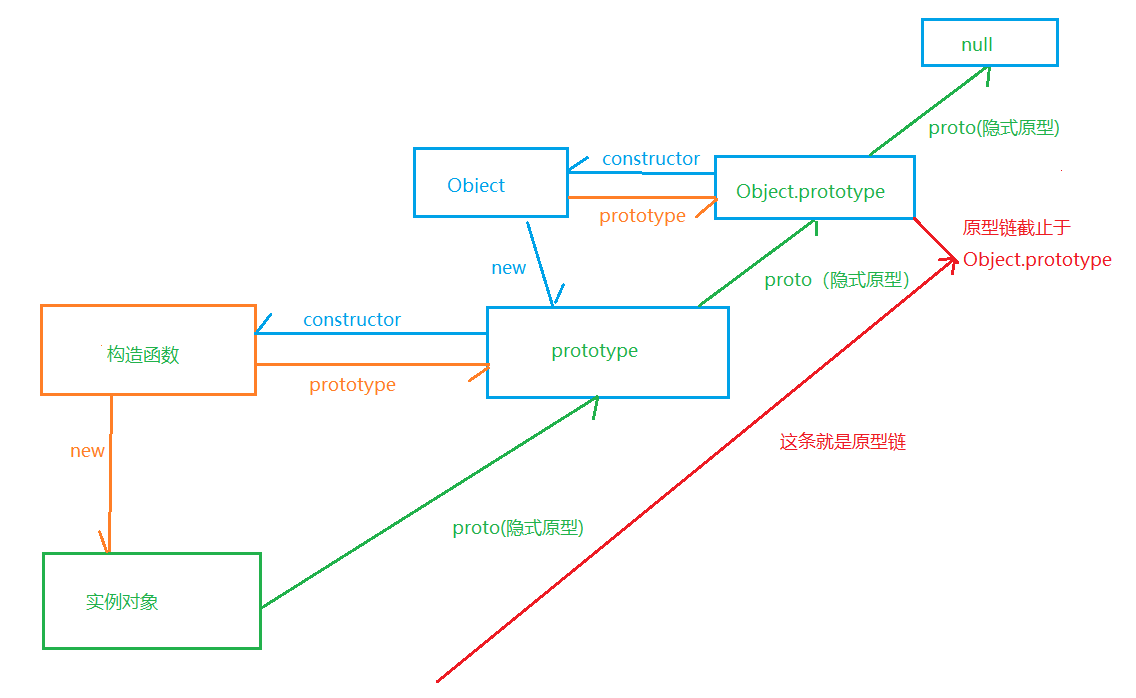 null
proto(隐式原型)
constructor
Object
Object.prototype
prototype
原型链截止于
Object.prototype
new
proto（隐式原型）
constructor
prototype
构造函数
prototype
new
这条就是原型链
proto(隐式原型)
实例对象